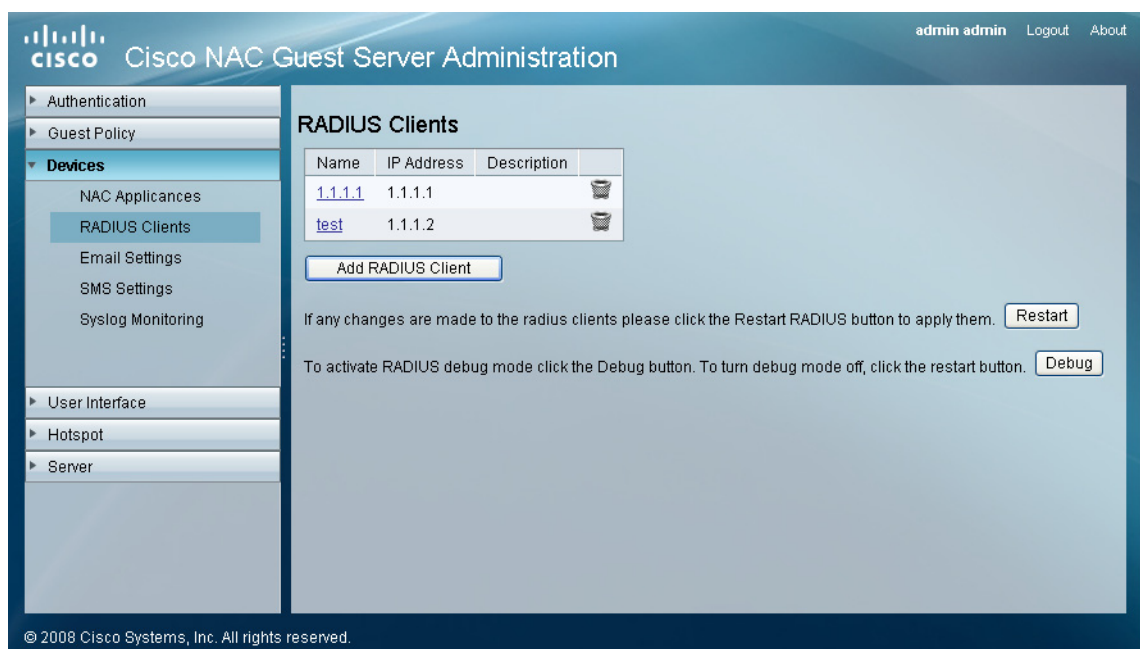 admin admin Logout About
CISCO Cisco NAC Guest Server Administration
Authentication
Guest Policy
Devices
NAC Applicances
RADIUS Clients
Email Settings
SMS Settings
Syslog Monitoring
User Interface
Hotspot
Server
RADIUS Clients
Name IP Address Description
1.1.1.1 1.1.1.1
test 1.1.1.2
Add RADIUS Client
If any changes are made to the radius clients please click the Restart RADIUS button to apply them. Restart
To activate RADIUS debug mode click the Debug button. To turn debug mode off, click the restart button. Debug
© 2008 Cisco Systems, Inc. All rights reserved.